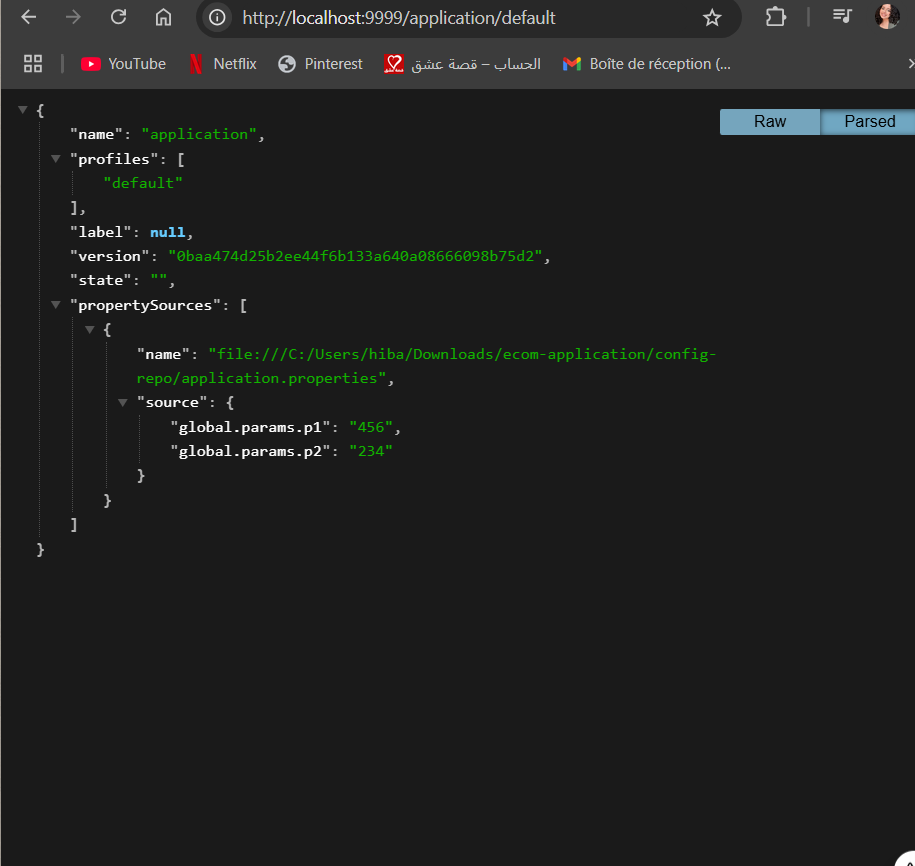 http://localhost:9999/application/default
YouTube Netflix Pinterest الحساب – قصة عشق Boîte de réception (...
Raw Parsed
{
"name": "application",
"profiles": [
"default"
],
"label": null,
"version": "0baa474d25b2ee44f6b133a640a08666098b75d2",
"state": "",
"propertySources": [
{
"name": "file:///C:/Users/hiba/Downloads/ecom-application/config-
repo/application.properties",
"source": {
"global.params.p1": "456",
"global.params.p2": "234"
}
}
]
}